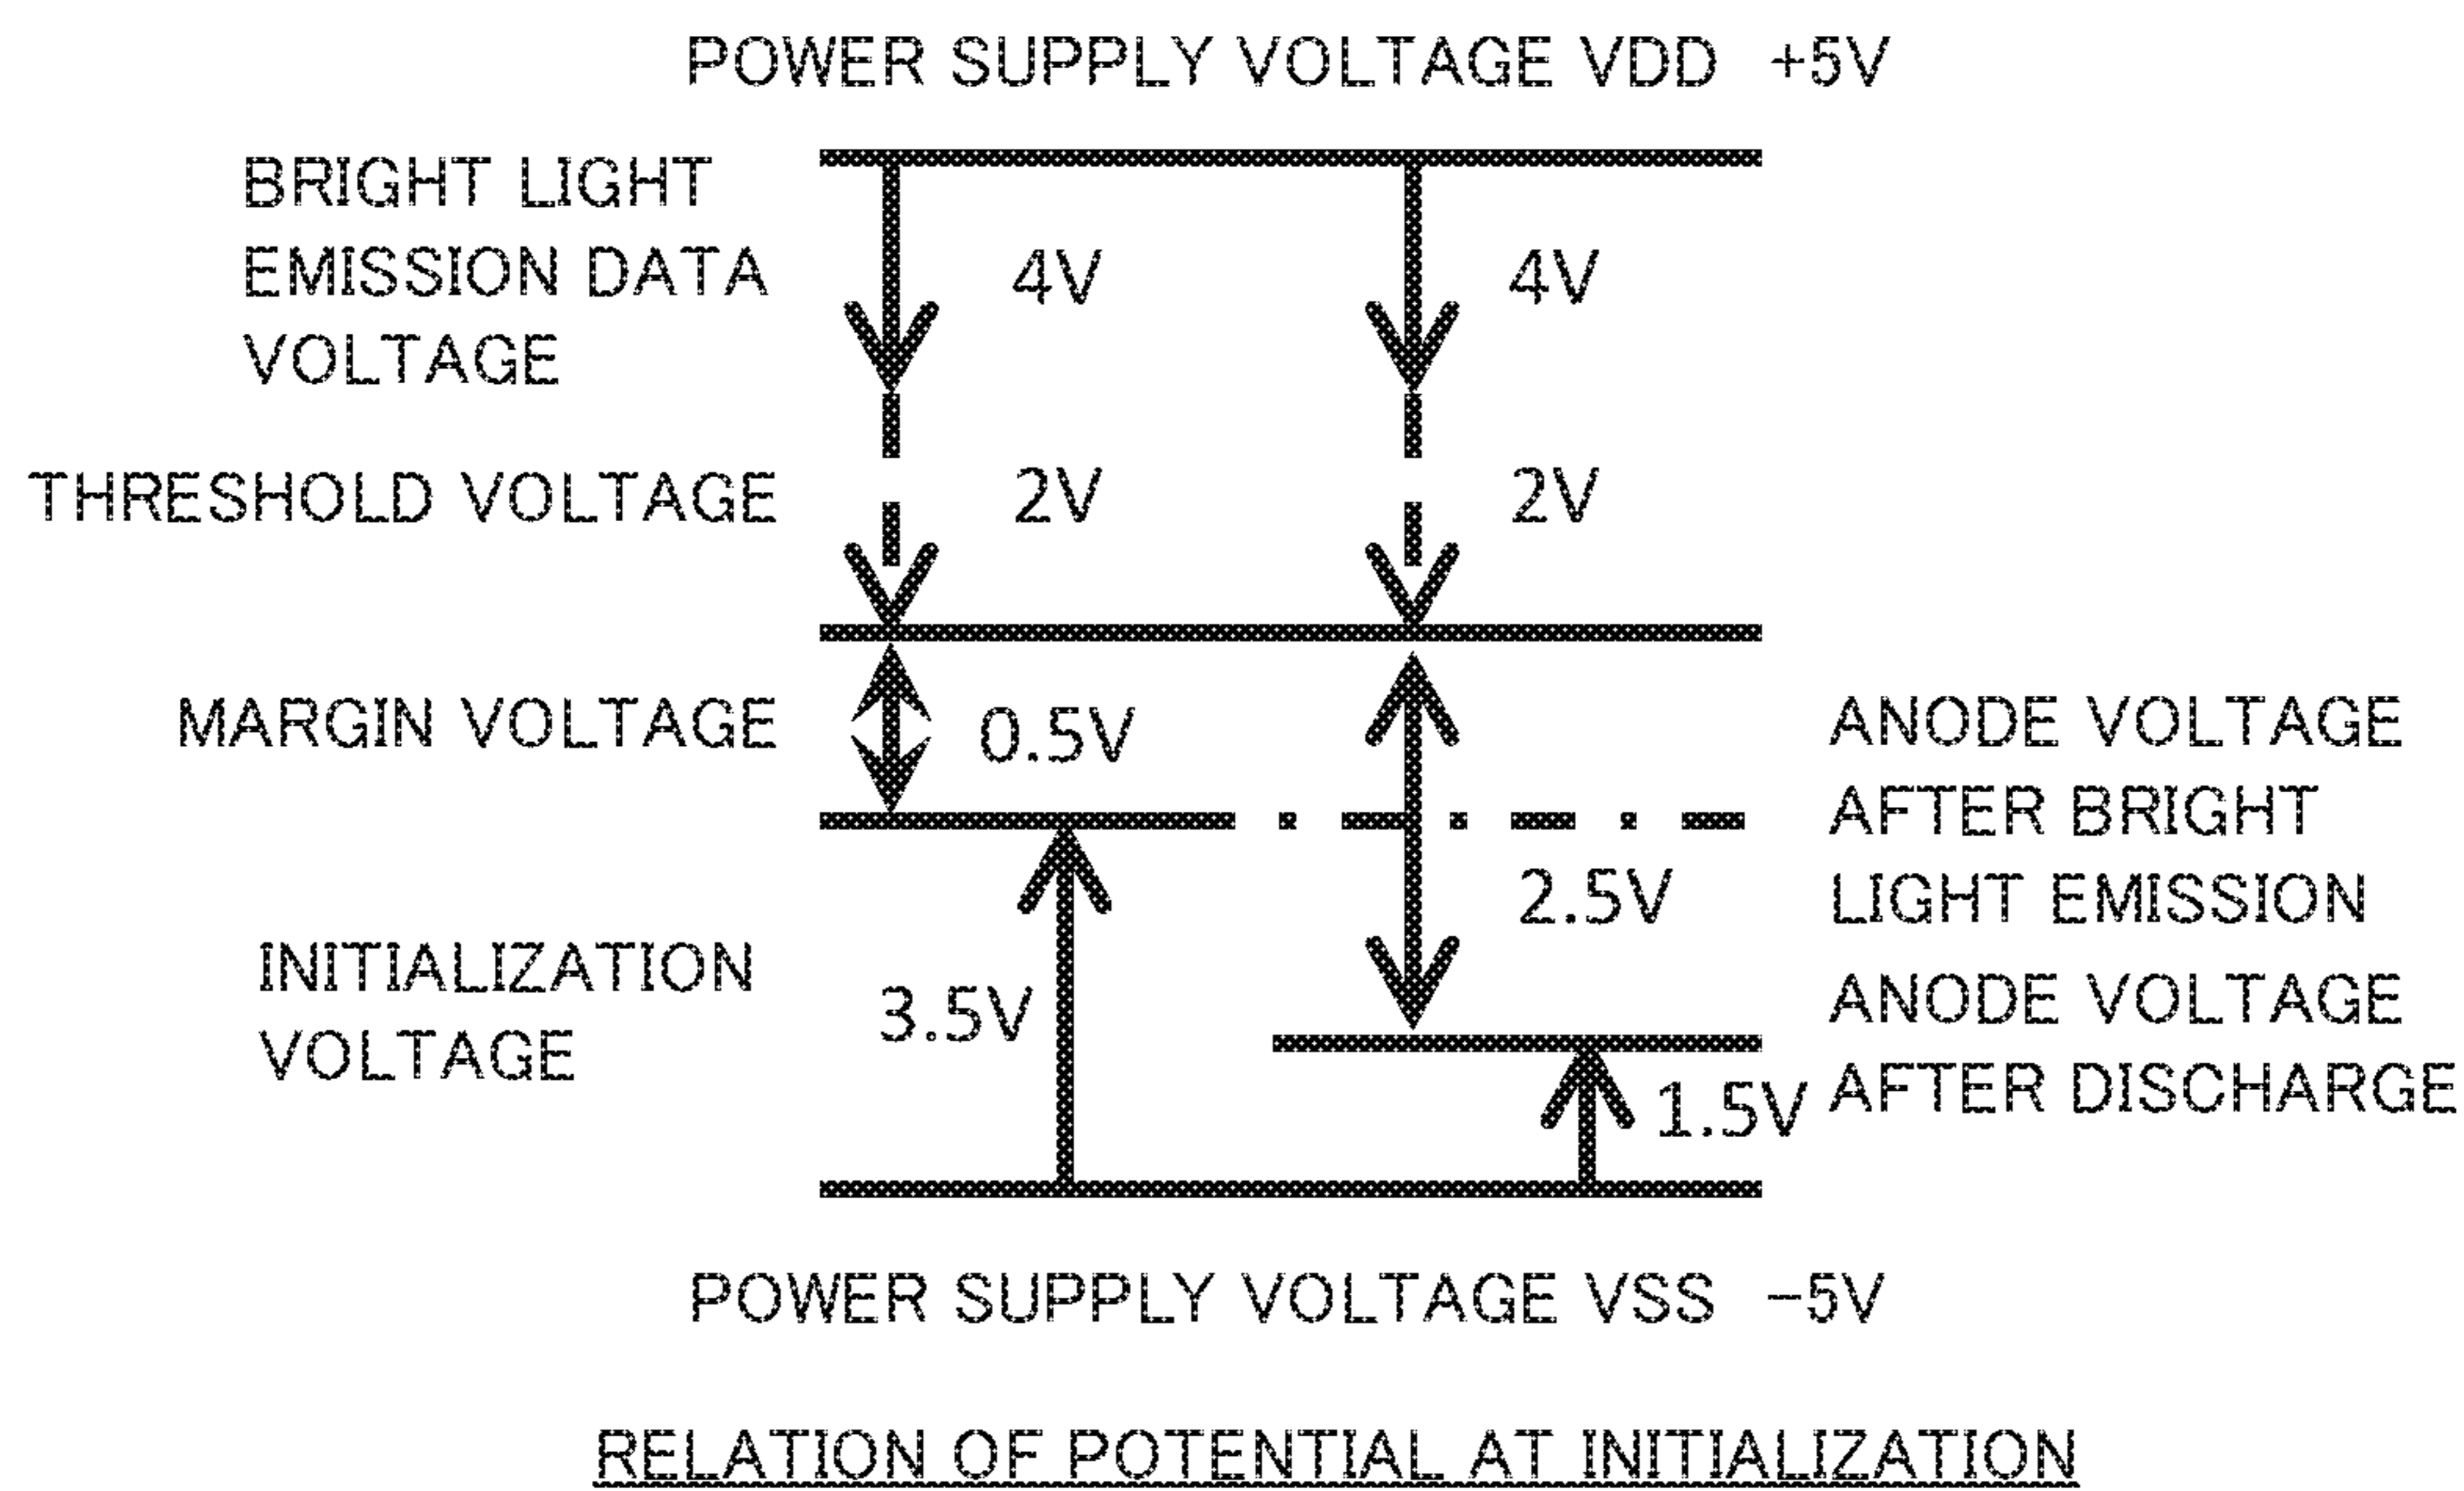 POWER SUPPLY VOLTAGE VDD +5V
BRIGHT LIGHT
EMISSION DATA
VOLTAGE
4V
4V
THRESHOLD VOLTAGE
2V
2V
MARGIN VOLTAGE
0.5V
ANODE VOLTAGE
AFTER BRIGHT
LIGHT EMISSION
2.5V
INITIALIZATION
VOLTAGE
3.5V
ANODE VOLTAGE
AFTER DISCHARGE
1.5V
POWER SUPPLY VOLTAGE VSS −5V
RELATION OF POTENTIAL AT INITIALIZATION